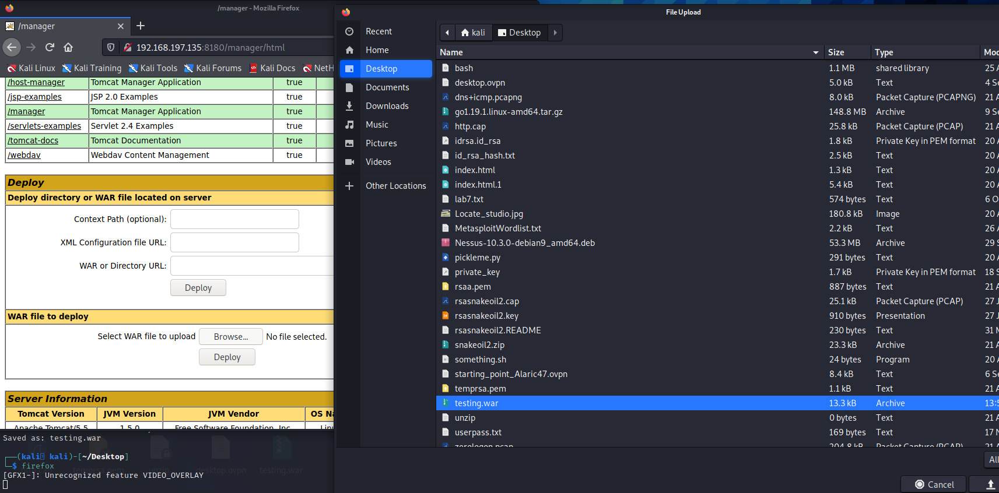 /manager - Mozilla Firefox
/manager
192.168.197.135:8180/manager/html
Kali Linux Kali Training Kali Tools Kali Forums Kali Docs NetH
/host-manager Tomcat Manager Application true
/jsp-examples JSP 2.0 Examples true
/manager Tomcat Manager Application true
/servlets-examples Servlet 2.4 Examples true
/tomcat-docs Tomcat Documentation true
/webdav Webdav Content Management true
Deploy
Deploy directory or WAR file located on server
Context Path (optional):
XML Configuration file URL:
WAR or Directory URL:
Deploy
WAR file to deploy
Select WAR file to upload Browse... No file selected.
Deploy
Server Information
Tomcat Version JVM Version JVM Vendor OS Na
Apache Tomcat/5.5 1.5.0 Free Software Foundation, Inc. Lin
Saved as: testing.war
(kali kali)-[~/Desktop]
$ firefox
[GFX1-]: Unrecognized feature VIDEO_OVERLAY
temprsa.pem unzip desktop.ovpn testing.war
File Upload
Recent
Home
Desktop
Documents
Downloads
Music
Pictures
Videos
Other Locations
kali Desktop
Name Size Type Moc
bash 1.1 MB shared library 25 A
desktop.ovpn 5.0 kB Text 4 Se
dns+icmp.pcapng 8.0 kB Packet Capture (PCAPNG) 21 A
go1.19.1.linux-amd64.tar.gz 148.8 MB Archive 9 Se
http.cap 25.8 kB Packet Capture (PCAP) 21 A
idrsa.id_rsa 1.8 kB Private Key in PEM format 20 A
id_rsa_hash.txt 2.5 kB Text 20 A
index.html 1.3 kB Text 20 A
index.html.1 5.4 kB Text 20 A
lab7.txt 574 bytes Text 6 O
Locate_studio.jpg 180.8 kB Image 20 A
MetasploitWordlist.txt 2.2 kB Text 26 A
Nessus-10.3.0-debian9_amd64.deb 53.3 MB Archive 29 S
pickleme.py 291 bytes Text 20 A
private_key 1.7 kB Private Key in PEM format 18 S
rsaa.pem 887 bytes Text 21 A
rsasnakeoil2.cap 25.1 kB Packet Capture (PCAP) 27 J
rsasnakeoil2.key 910 bytes Presentation 27 J
rsasnakeoil2.README 230 bytes Text 31 M
snakeoil2.zip 23.3 kB Archive 21 A
something.sh 24 bytes Program 20 A
starting_point_Alaric47.ovpn 8.4 kB Text 6 Se
temprsa.pem 1.1 kB Text 21 A
testing.war 13.3 kB Archive 13:5
unzip 0 bytes Text 21 A
userpass.txt 169 bytes Text 17 N
zerologon.pcap 204.8 kB Packet Capture (PCAP) 21 A
All
Cancel